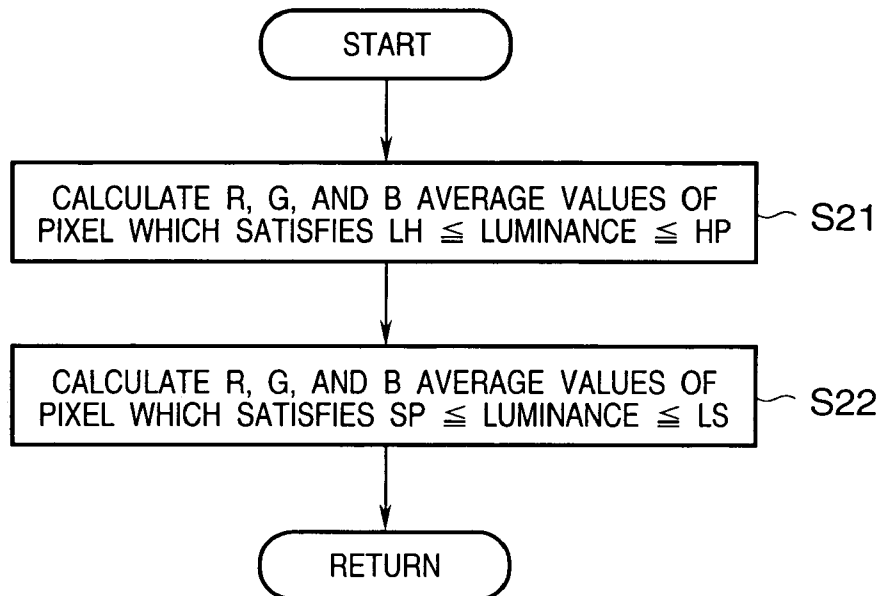 START
CALCULATE R, G, AND B AVERAGE VALUES OF
PIXEL WHICH SATISFIES LH ≦ LUMINANCE ≦ HP
S21
CALCULATE R, G, AND B AVERAGE VALUES OF
PIXEL WHICH SATISFIES SP ≦ LUMINANCE ≦ LS
S22
RETURN